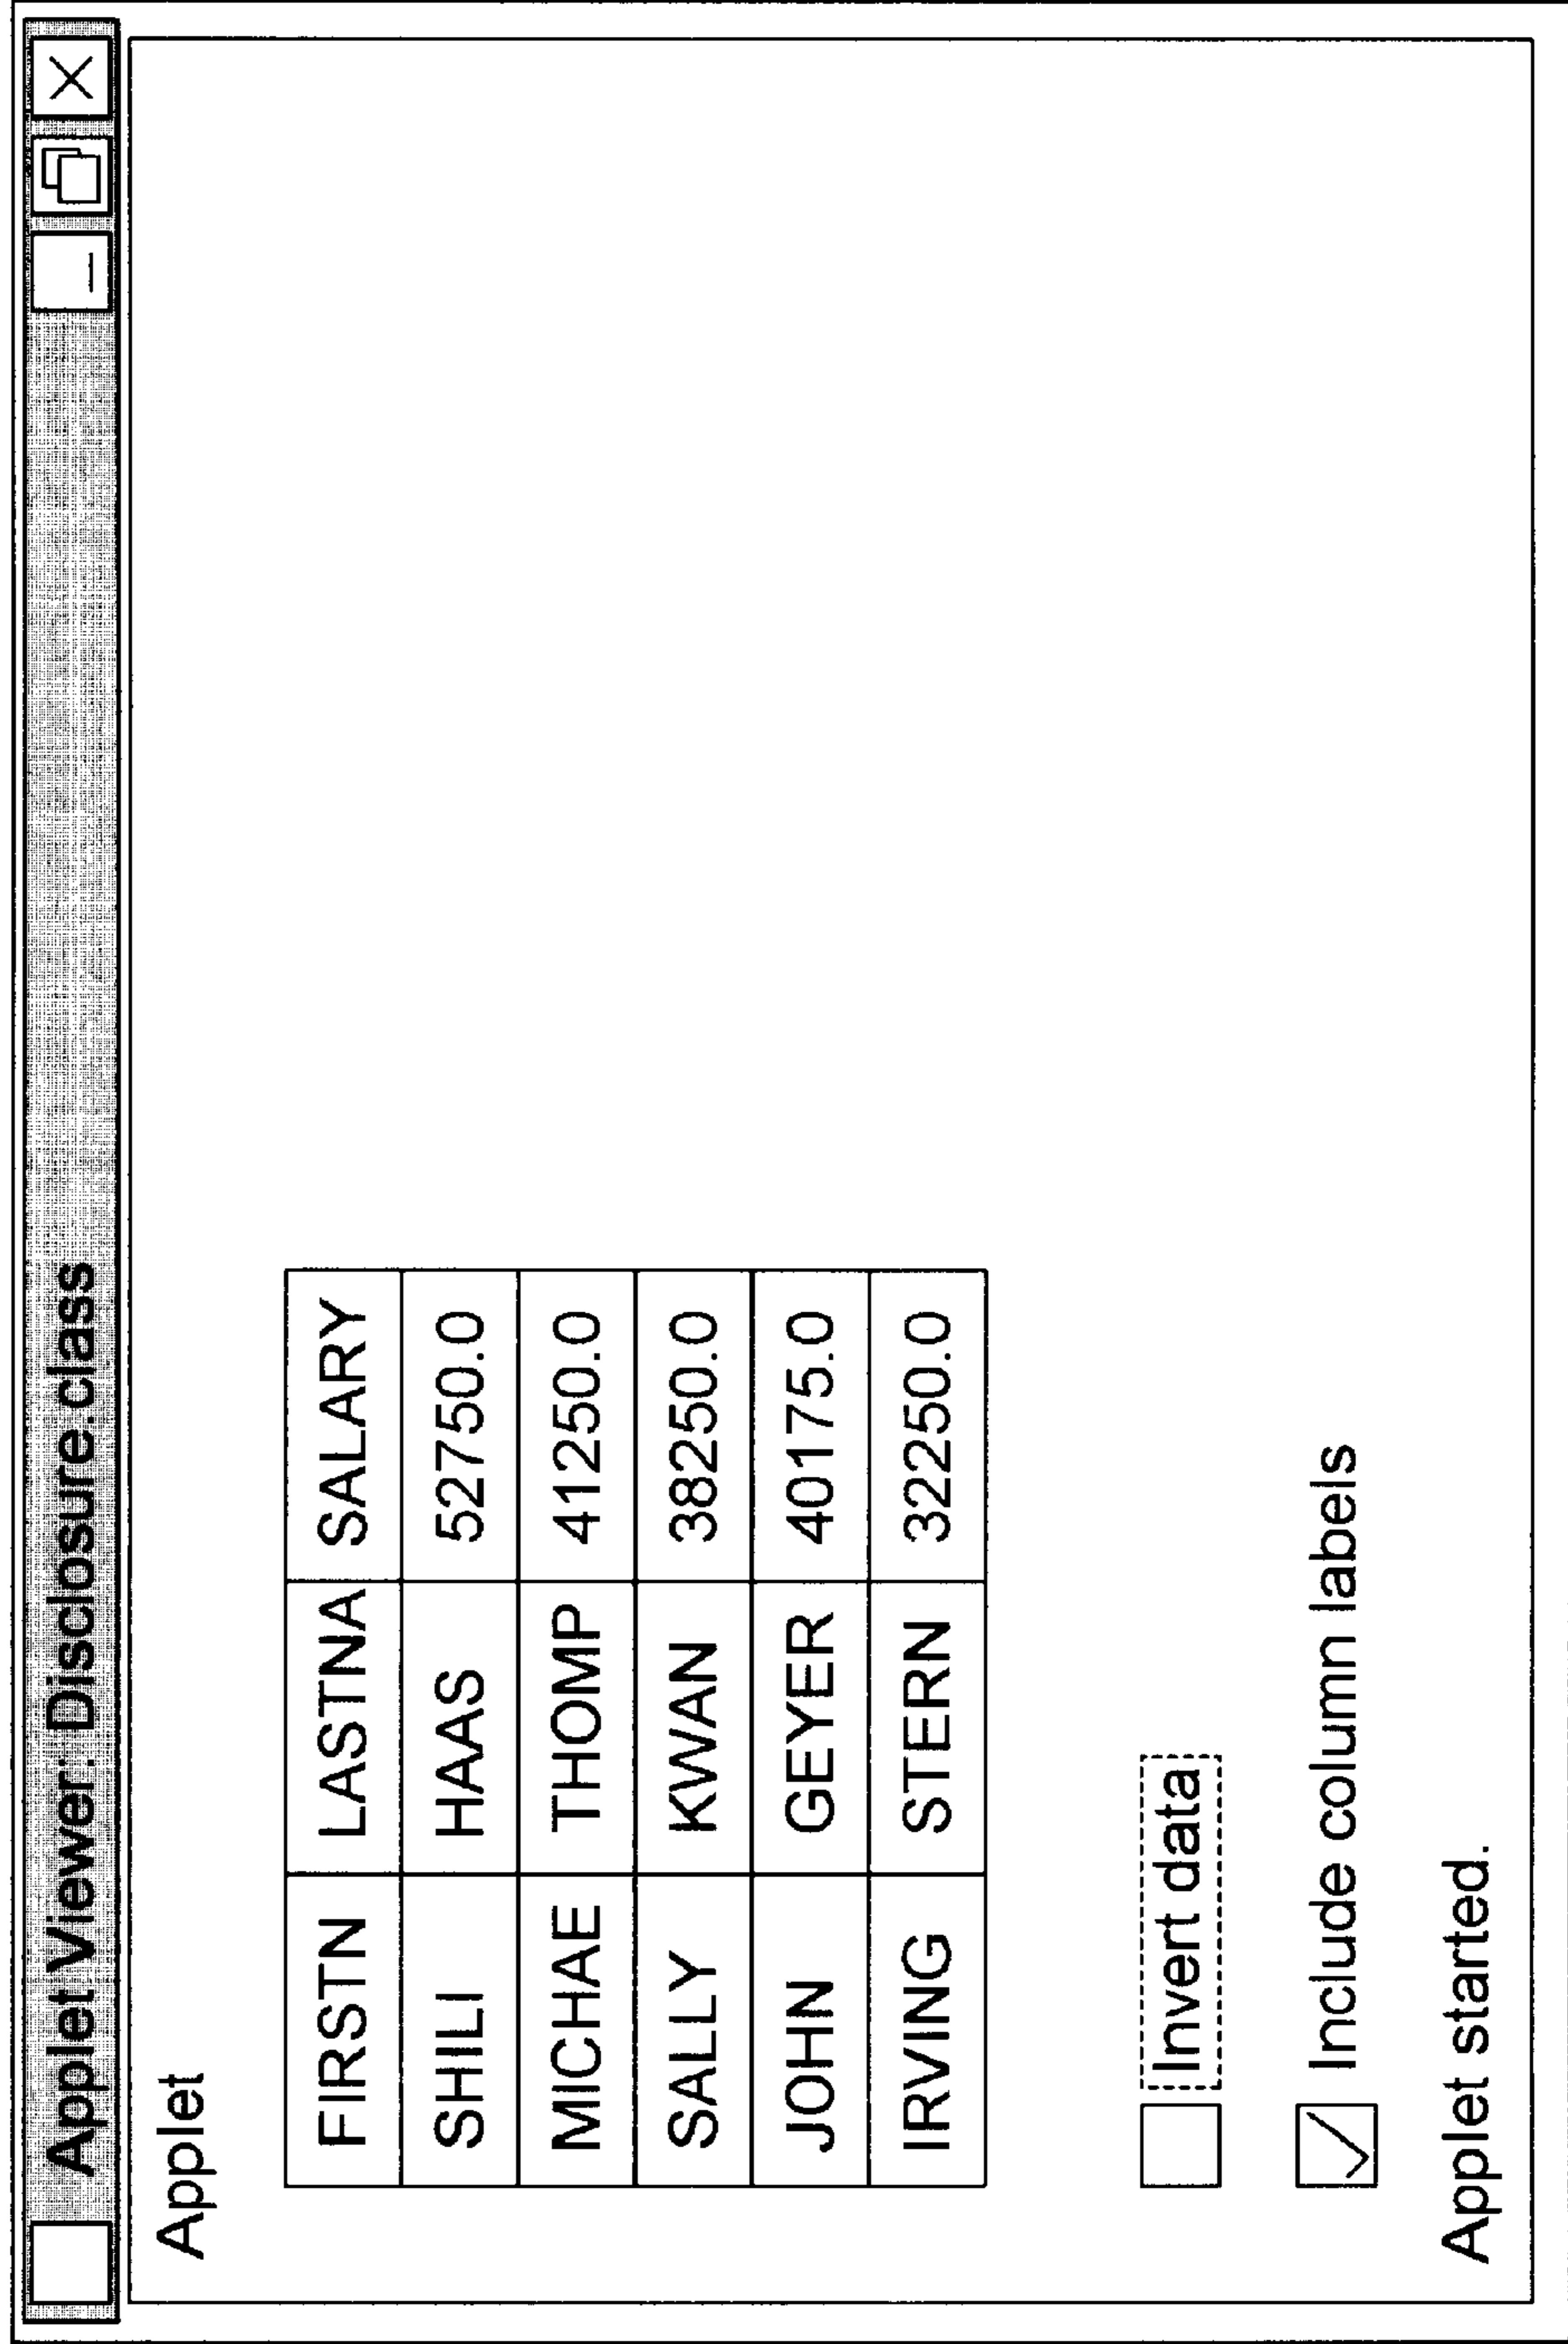 Applet Viewer: Disclosure.class
Applet
FIRSTN LASTNA SALARY
SHILI HAAS 52750.0
MICHAE THOMP 41250.0
SALLY KWAN 38250.0
JOHN GEYER 40175.0
IRVING STERN 32250.0
Invert data
Include column labels
Applet started.